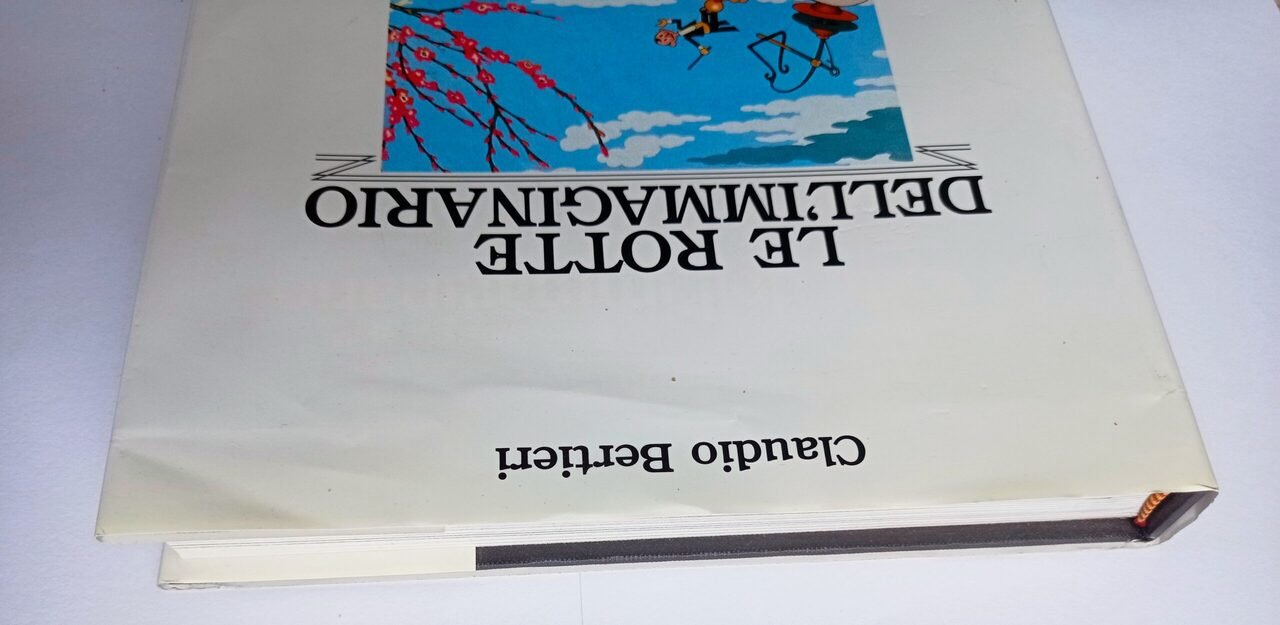 Claudio Bertieri
LE ROTTE
DELL'IMMAGINARIO